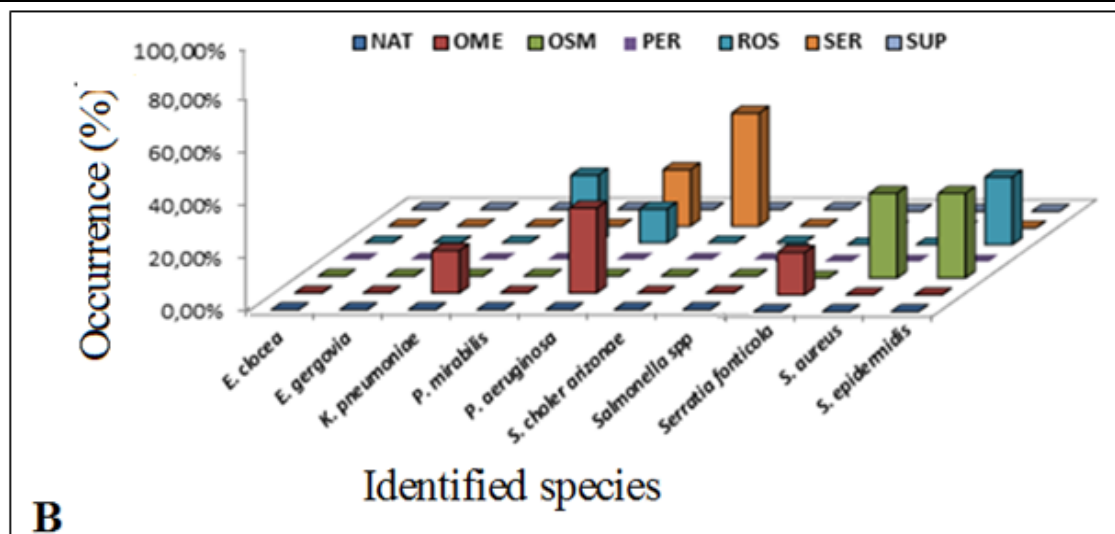 NAT OME OSM PER ROS SER SUP
100,00%
80,00%
60,00%
40,00%
20,00%
0,00%
Occurrence (%)
E. clocea
E. gergovia
K. pneumoniae
P. mirabilis
P. aeruginosa
S. choler arizonae
Salmonella spp
Serratia fonticola
S. aureus
S. epidermidis
Identified species
B